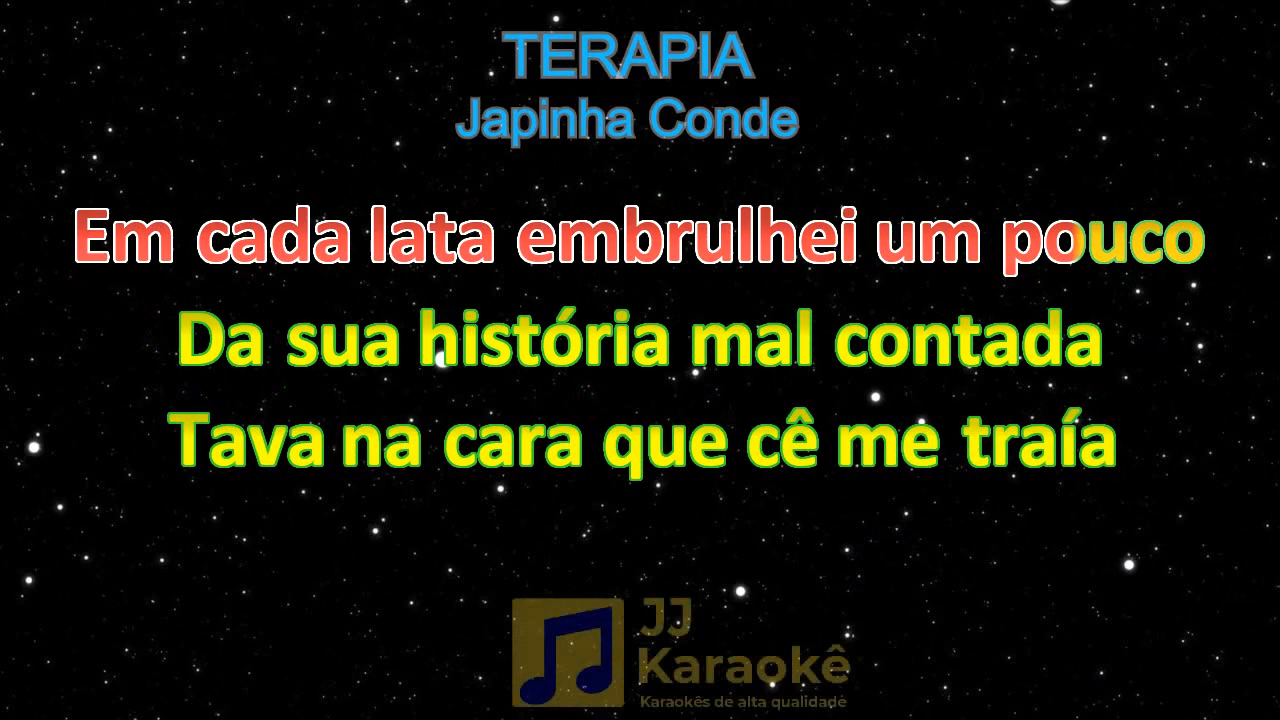 TERAPIA
Japinha Conde
Em cada lata embrulhei um pouco
Da sua história mal contada
Tava na cara que cê me traía
JJ
Karaokê
Karaokês de alta qualidade